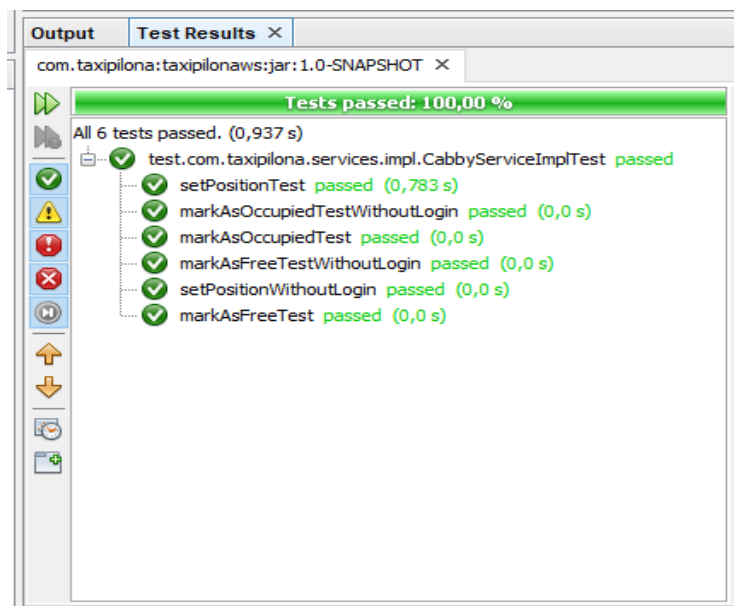 Output Test Results ×
com.taxipilona:taxipilonaws:jar:1.0-SNAPSHOT ×
Tests passed: 100,00 %
All 6 tests passed. (0,937 s)
test.com.taxipilona.services.impl.CabbyServiceImplTest passed
setPositionTest passed (0,783 s)
markAsOccupiedTestWithoutLogin passed (0,0 s)
markAsOccupiedTest passed (0,0 s)
markAsFreeTestWithoutLogin passed (0,0 s)
setPositionWithoutLogin passed (0,0 s)
markAsFreeTest passed (0,0 s)